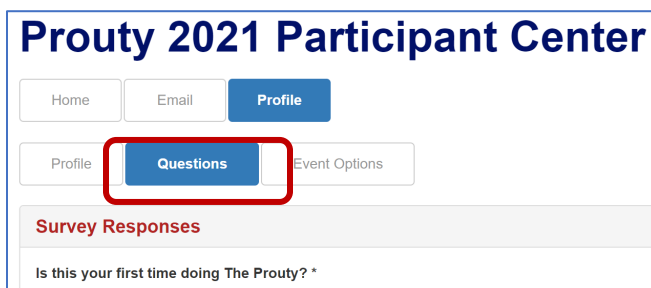 Prouty 2021 Participant Center
Home Email Profile
Profile Questions Event Options
Survey Responses
Is this your first time doing The Prouty? *